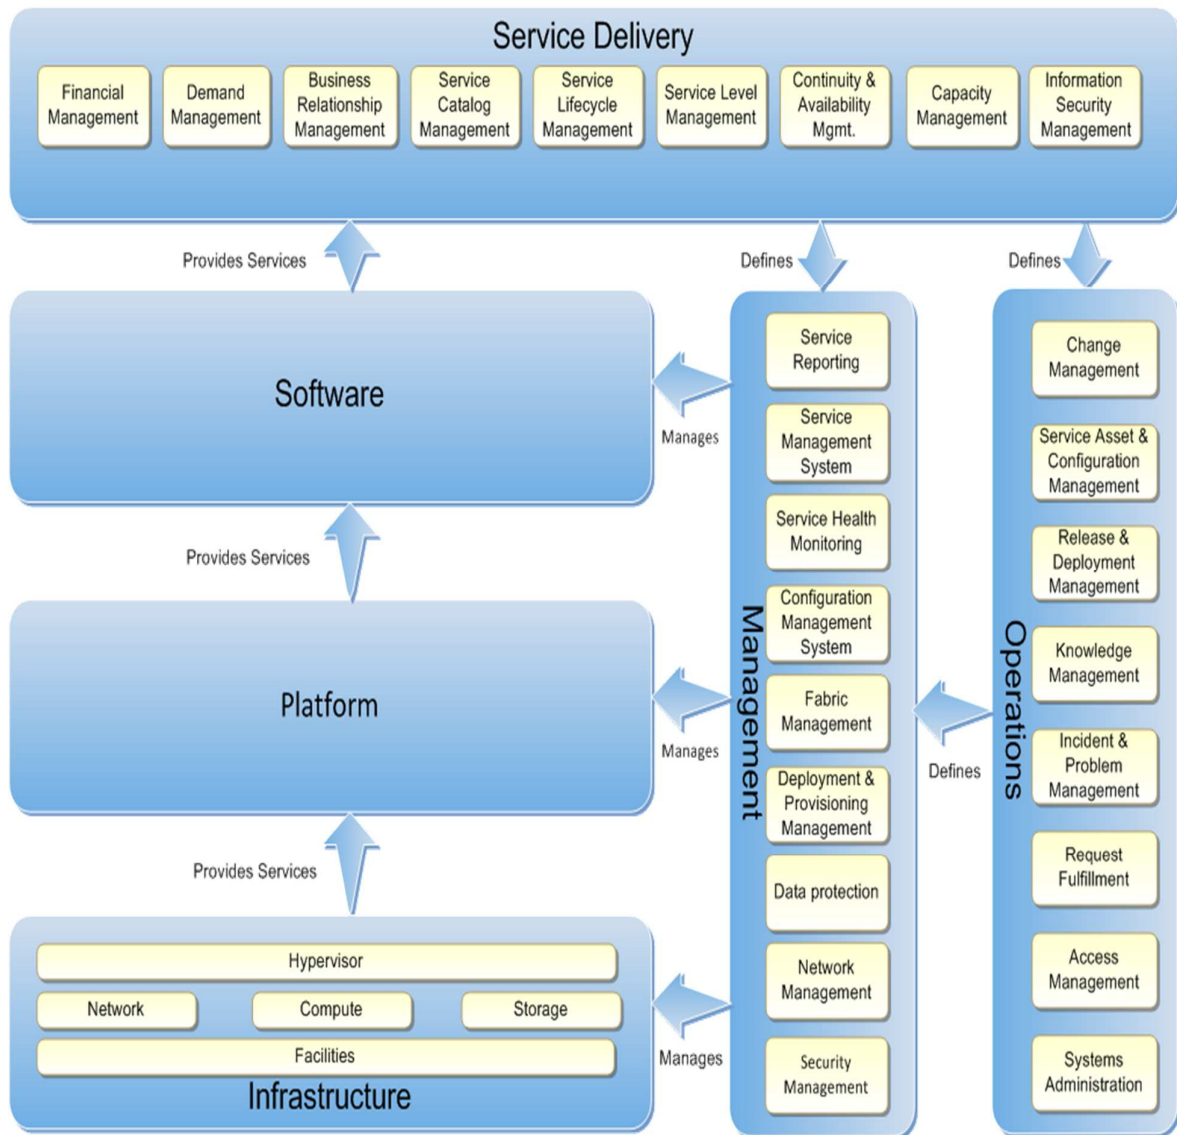 Service Delivery
Financial
Management
Demand
Management
Business
Relationship
Management
Service
Catalog
Management
Service
Lifecycle
Management
Service Level
Management
Continuity &
Availability
Mgmt.
Capacity
Management
Information
Security
Management
Provides Services
Defines
Defines
Software
Manages
Provides Services
Platform
Manages
Provides Services
Hypervisor
Network
Compute
Storage
Facilities
Infrastructure
Manages
Management
Service
Reporting
Service
Management
System
Service Health
Monitoring
Configuration
Management
System
Fabric
Management
Deployment &
Provisioning
Management
Data protection
Network
Management
Security
Management
Defines
Operations
Change
Management
Service Asset &
Configuration
Management
Release &
Deployment
Management
Knowledge
Management
Incident &
Problem
Management
Request
Fulfillment
Access
Management
Systems
Administration